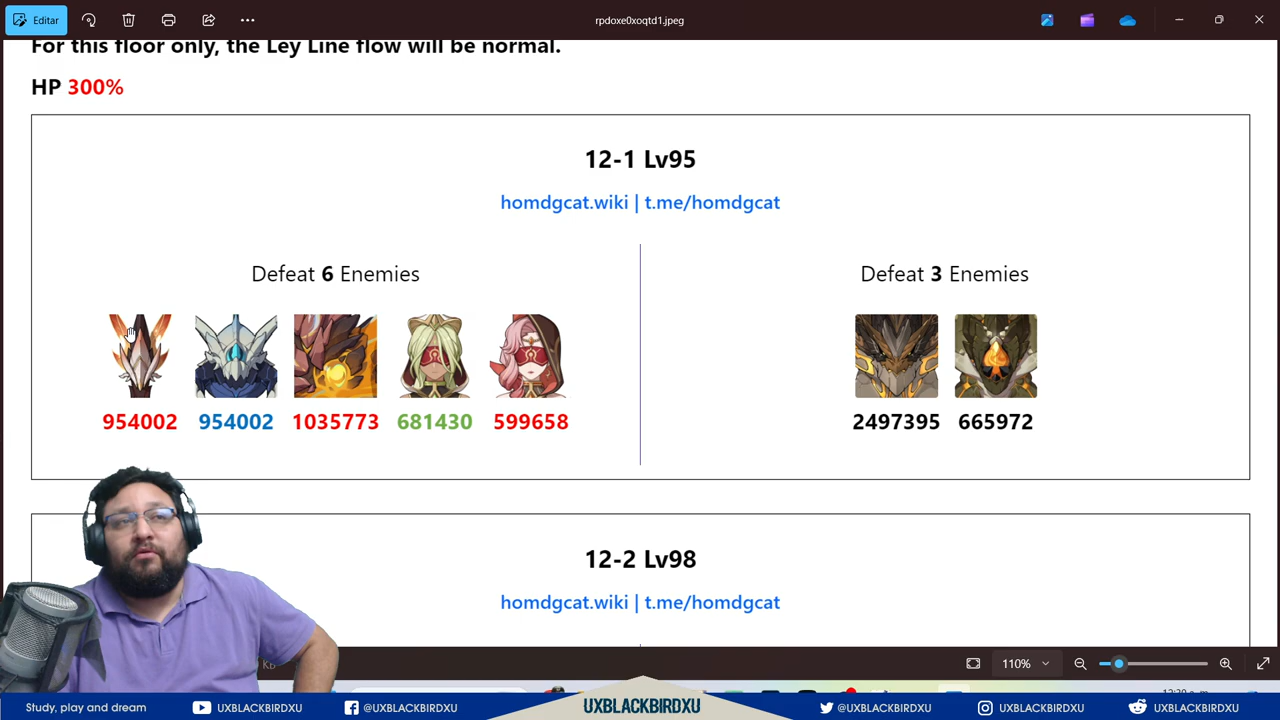 Editar
rpdoxe0xoqtd1.jpeg
For this floor only, the Ley Line flow will be normal.
HP 300%
12-1 Lv95
homdgcat.wiki | t.me/homdgcat
Defeat 6 Enemies
Defeat 3 Enemies
954002 954002 1035773 681430 599658
2497395 665972
12-2 Lv98
homdgcat.wiki | t.me/homdgcat
KB
110%
Study, play and dream
UXBLACKBIRDXU
@UXBLACKBIRDXU
UXBLACKBIRDXU
@UXBLACKBIRDXU
UXBLACKBIRDXU
UXBLACKBIRDXU